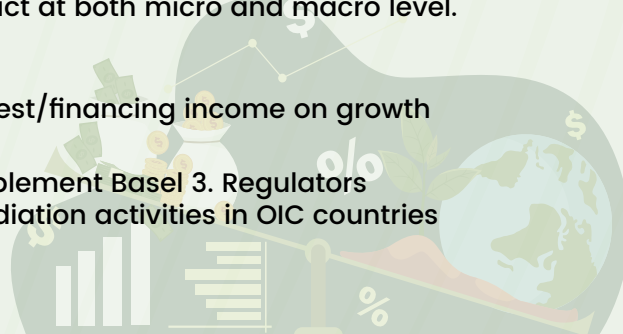 act at both micro and macro level.
est/financing income on growth
plement Basel 3. Regulators
diation activities in OIC countries
$
$
%
%